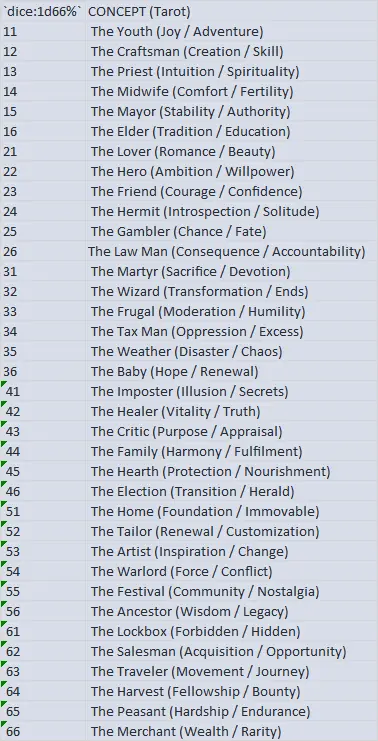 `dice:1d66%` CONCEPT (Tarot)
11 The Youth (Joy / Adventure)
12 The Craftsman (Creation / Skill)
13 The Priest (Intuition / Spirituality)
14 The Midwife (Comfort / Fertility)
15 The Mayor (Stability / Authority)
16 The Elder (Tradition / Education)
21 The Lover (Romance / Beauty)
22 The Hero (Ambition / Willpower)
23 The Friend (Courage / Confidence)
24 The Hermit (Introspection / Solitude)
25 The Gambler (Chance / Fate)
26 The Law Man (Consequence / Accountability)
31 The Martyr (Sacrifice / Devotion)
32 The Wizard (Transformation / Ends)
33 The Frugal (Moderation / Humility)
34 The Tax Man (Oppression / Excess)
35 The Weather (Disaster / Chaos)
36 The Baby (Hope / Renewal)
41 The Imposter (Illusion / Secrets)
42 The Healer (Vitality / Truth)
43 The Critic (Purpose / Appraisal)
44 The Family (Harmony / Fulfilment)
45 The Hearth (Protection / Nourishment)
46 The Election (Transition / Herald)
51 The Home (Foundation / Immovable)
52 The Tailor (Renewal / Customization)
53 The Artist (Inspiration / Change)
54 The Warlord (Force / Conflict)
55 The Festival (Community / Nostalgia)
56 The Ancestor (Wisdom / Legacy)
61 The Lockbox (Forbidden / Hidden)
62 The Salesman (Acquisition / Opportunity)
63 The Traveler (Movement / Journey)
64 The Harvest (Fellowship / Bounty)
65 The Peasant (Hardship / Endurance)
66 The Merchant (Wealth / Rarity)